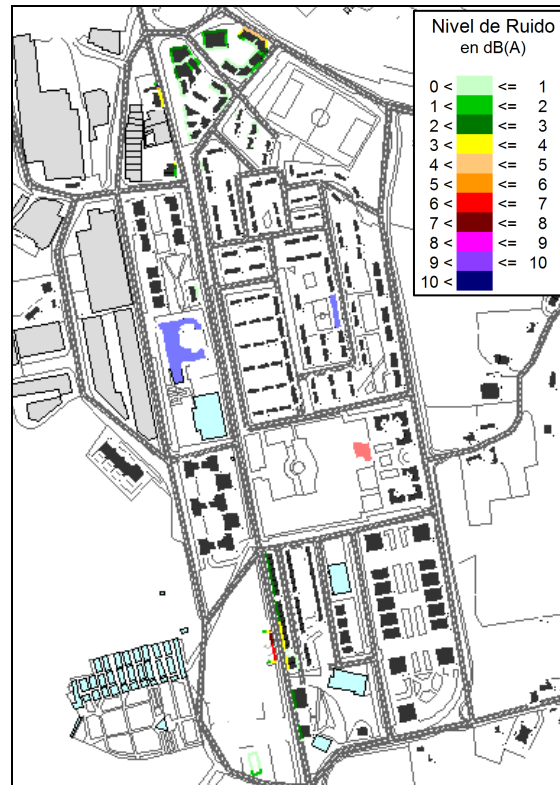 Nivel de Ruido
en dB(A)
0 < <= 1
1 < <= 2
2 < <= 3
3 < <= 4
4 < <= 5
5 < <= 6
6 < <= 7
7 < <= 8
8 < <= 9
9 < <= 10
10 <